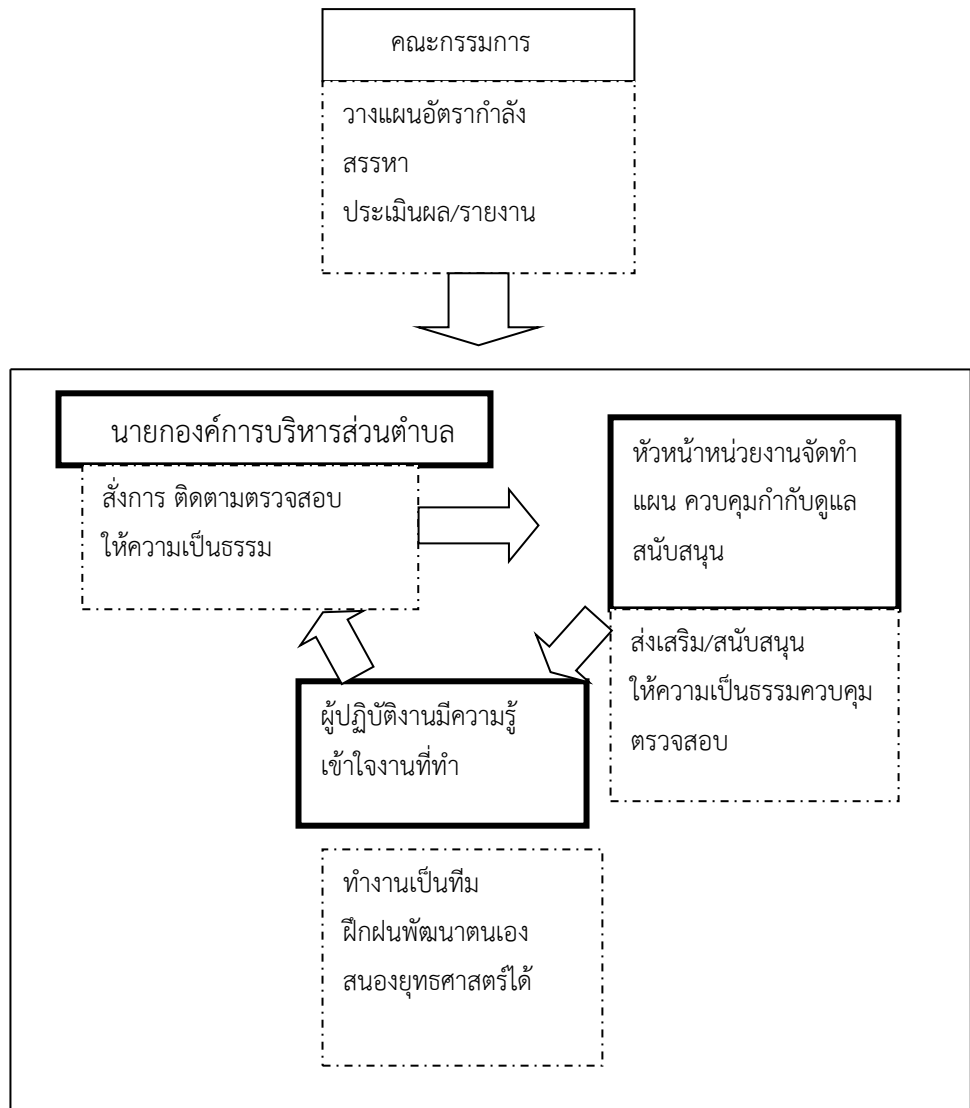 คณะกรรมการ
วางแผนอัตรากำลัง
สรรหา
ประเมินผล/รายงาน
นายกองค์การบริหารส่วนตำบล
สั่งการ ติดตามตรวจสอบ
ให้ความเป็นธรรม
หัวหน้าหน่วยงานจัดทำ
แผน ควบคุมกำกับดูแล
สนับสนุน
ส่งเสริม/สนับสนุน
ให้ความเป็นธรรมควบคุม
ตรวจสอบ
ผู้ปฏิบัติงานมีความรู้
เข้าใจงานที่ทำ
ทำงานเป็นทีม
ฝึกฝนพัฒนาตนเอง
สนองยุทธศาสตร์ได้